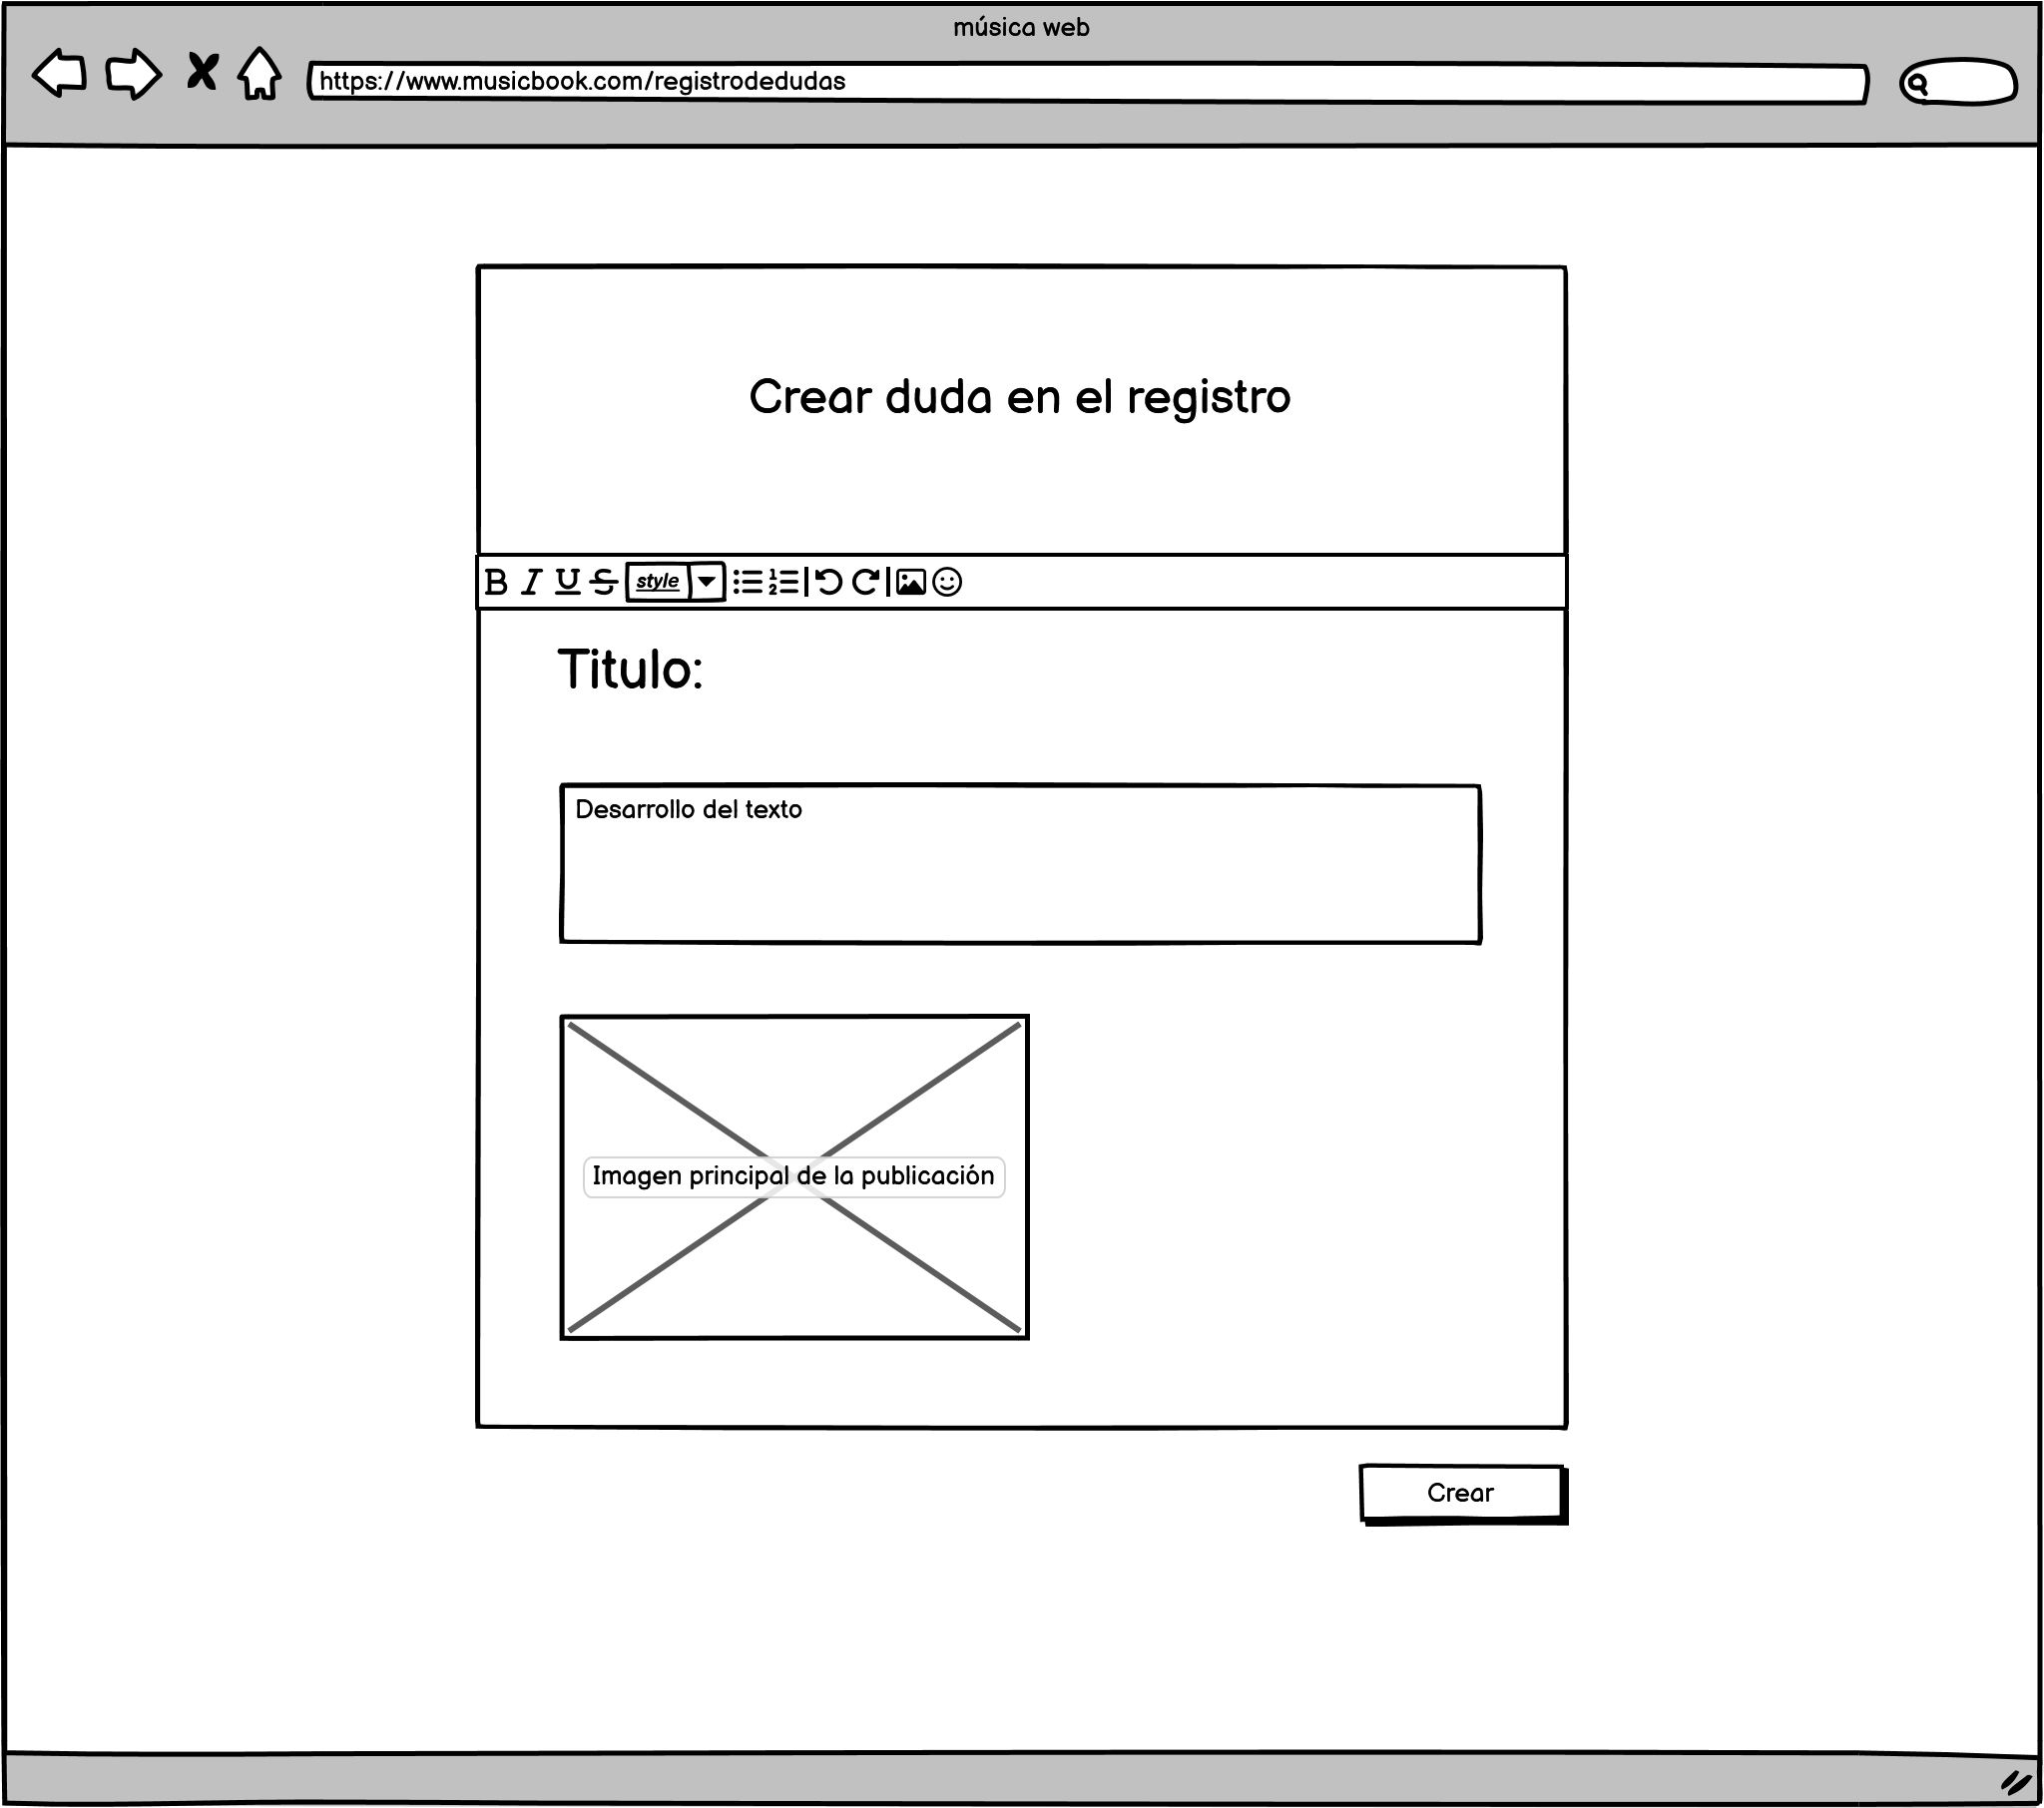 música web
https://www.musicbook.com/registrodedudas
Crear duda en el registro
B I U S style
Titulo:
Desarrollo del texto
Imagen principal de la publicación
Crear